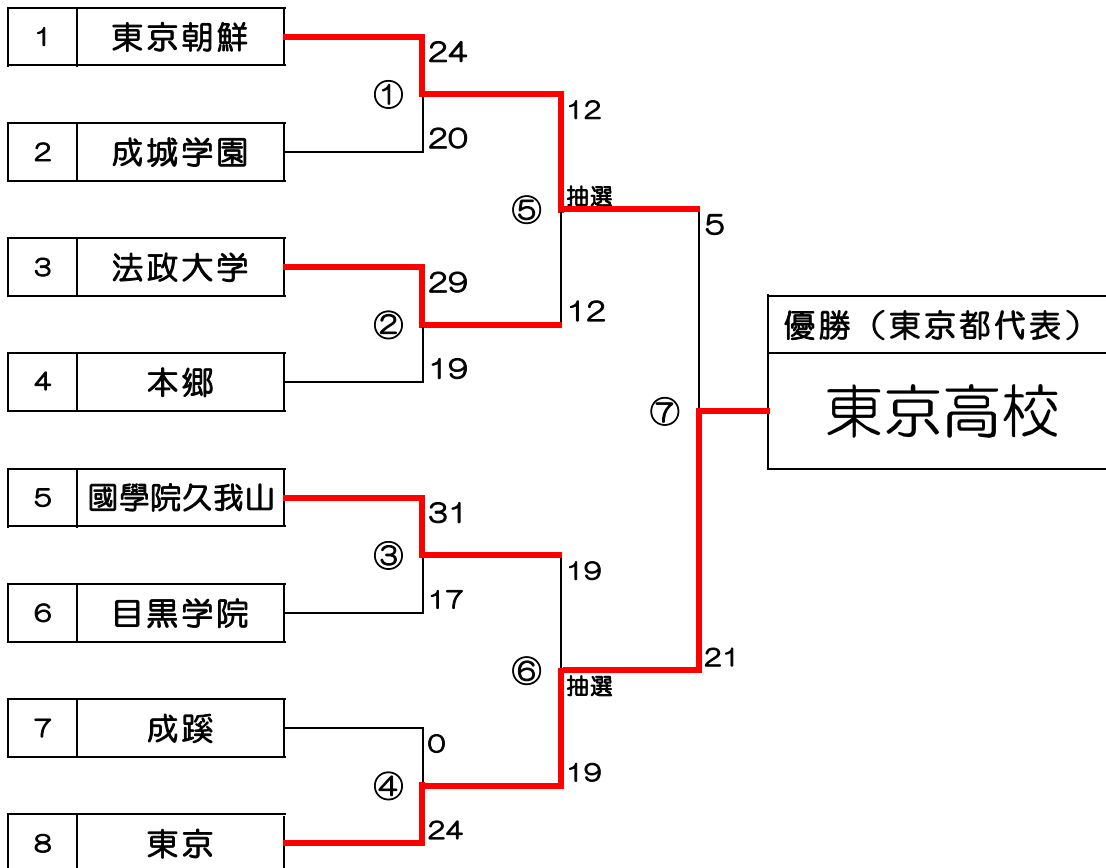 1 東京朝鮮
24
①
12
20
2 成城学園
抽選
⑤
5
3 法政大学
29
②
12
19
4 本郷
優勝（東京都代表）
東京高校
⑦
5 國學院久我山
31
③
19
17
6 目黒学院
⑥
21
抽選
7 成蹊
0
④
19
24
8 東京